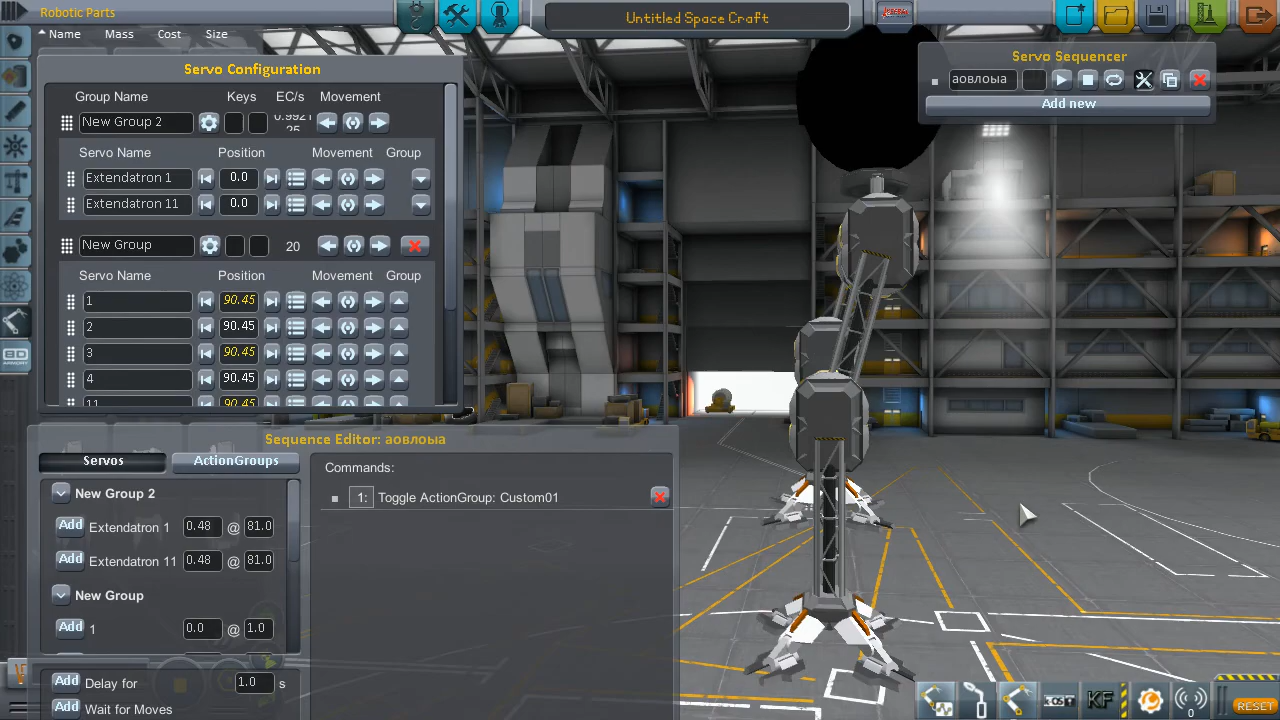 Robotic Parts
Untitled Space Craft
Name Mass Cost Size
Servo Configuration
Group Name Keys EC/s Movement
New Group 2
Servo Name Position Movement Group
Extendatron 1 0.0
Extendatron 11 0.0
New Group 20
Servo Name Position Movement Group
1 90.45
2 90.45
3 90.45
4 90.45
11 90.45
Servo Sequencer
аовлоыа
Add new
Sequence Editor: аовлоыа
Servos ActionGroups
New Group 2
Add Extendatron 1 0.48 @ 81.0
Add Extendatron 11 0.48 @ 81.0
New Group
Add 1 0.0 @ 1.0
Add Delay for 1.0 s
Add Wait for Moves
Commands:
1: Toggle ActionGroup: Custom01
KF
0
RESET